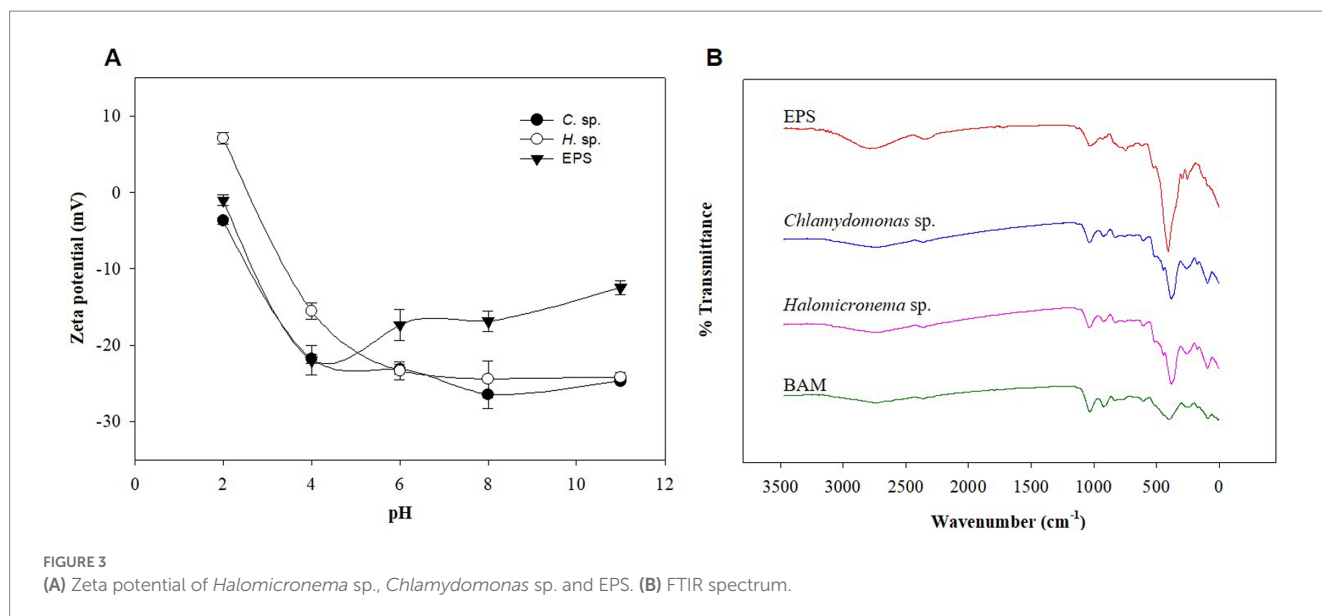 A
10
0
-10
-20
-30
Zeta potential (mV)
0 2 4 6 8 10 12
pH
C. sp.
H. sp.
EPS
B
EPS
Chlamydomonas sp.
Halomicronema sp.
BAM
% Transmittance
3500 3000 2500 2000 1500 1000 500 0
Wavenumber (cm⁻¹)
FIGURE 3
(A) Zeta potential of Halomicronema sp., Chlamydomonas sp. and EPS. (B) FTIR spectrum.